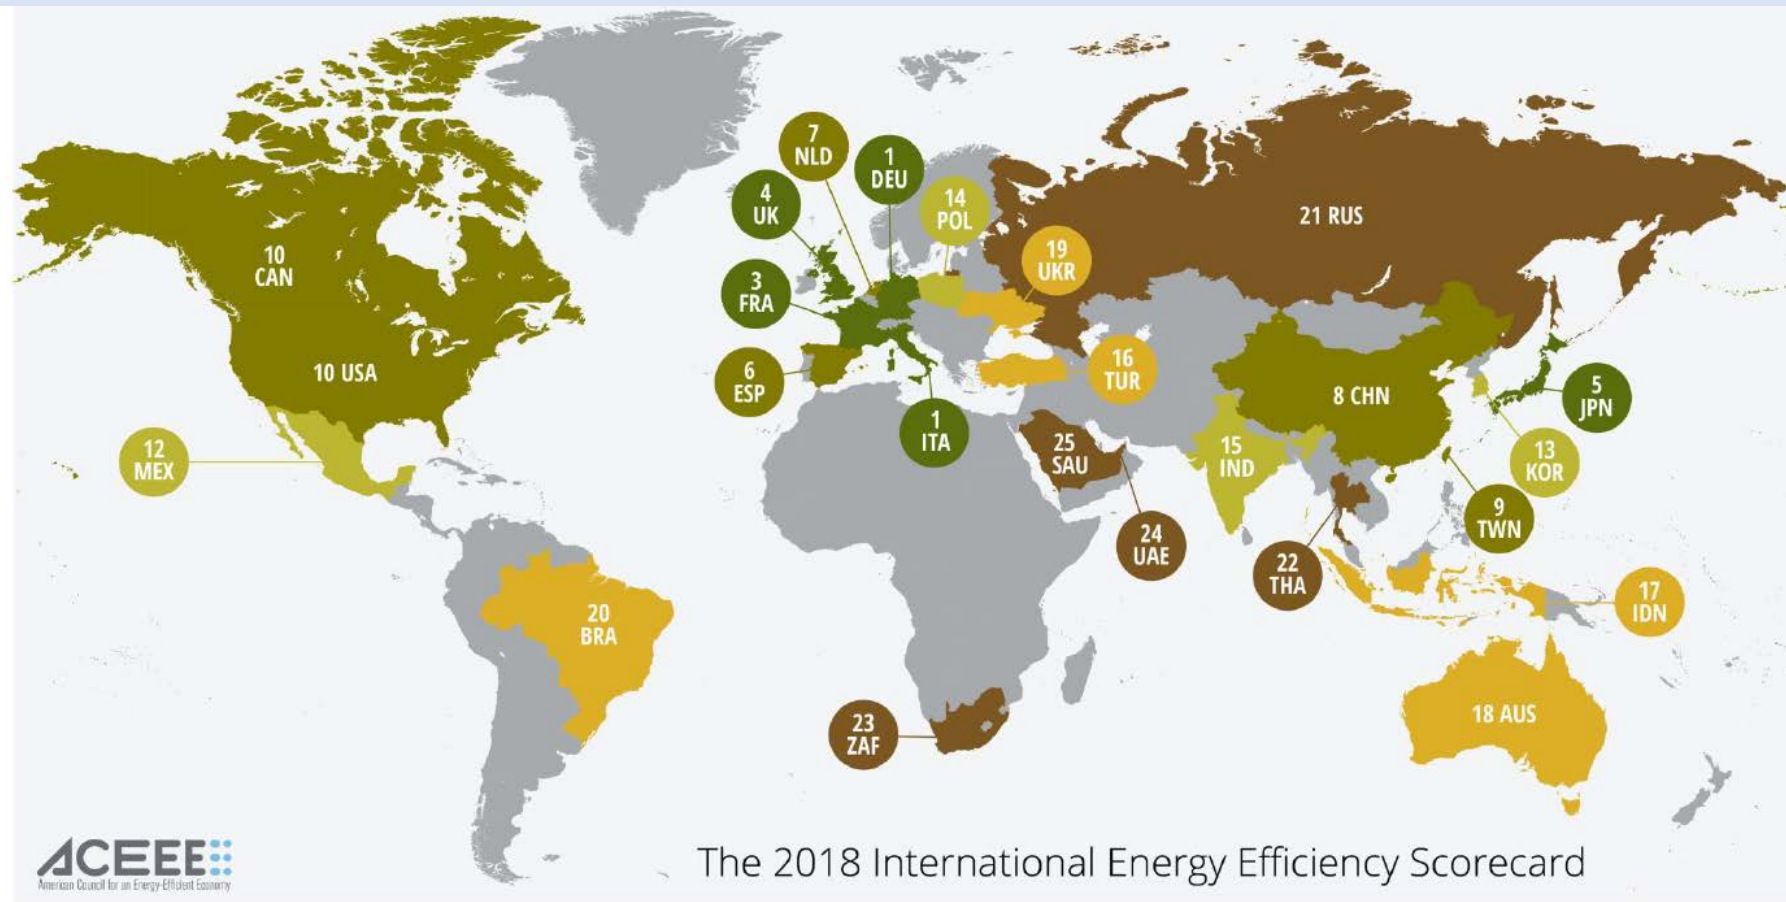 7
NLD
1
DEU
4
UK
14
POL
21 RUS
10
CAN
19
UKR
3
FRA
10 USA
6
ESP
16
TUR
8 CHN
5
JPN
1
ITA
12
MEX
25
SAU
15
IND
13
KOR
9
TWN
24
UAE
22
THA
17
IDN
20
BRA
23
ZAF
18 AUS
ACEEE
American Council for an Energy-Efficient Economy
The 2018 International Energy Efficiency Scorecard